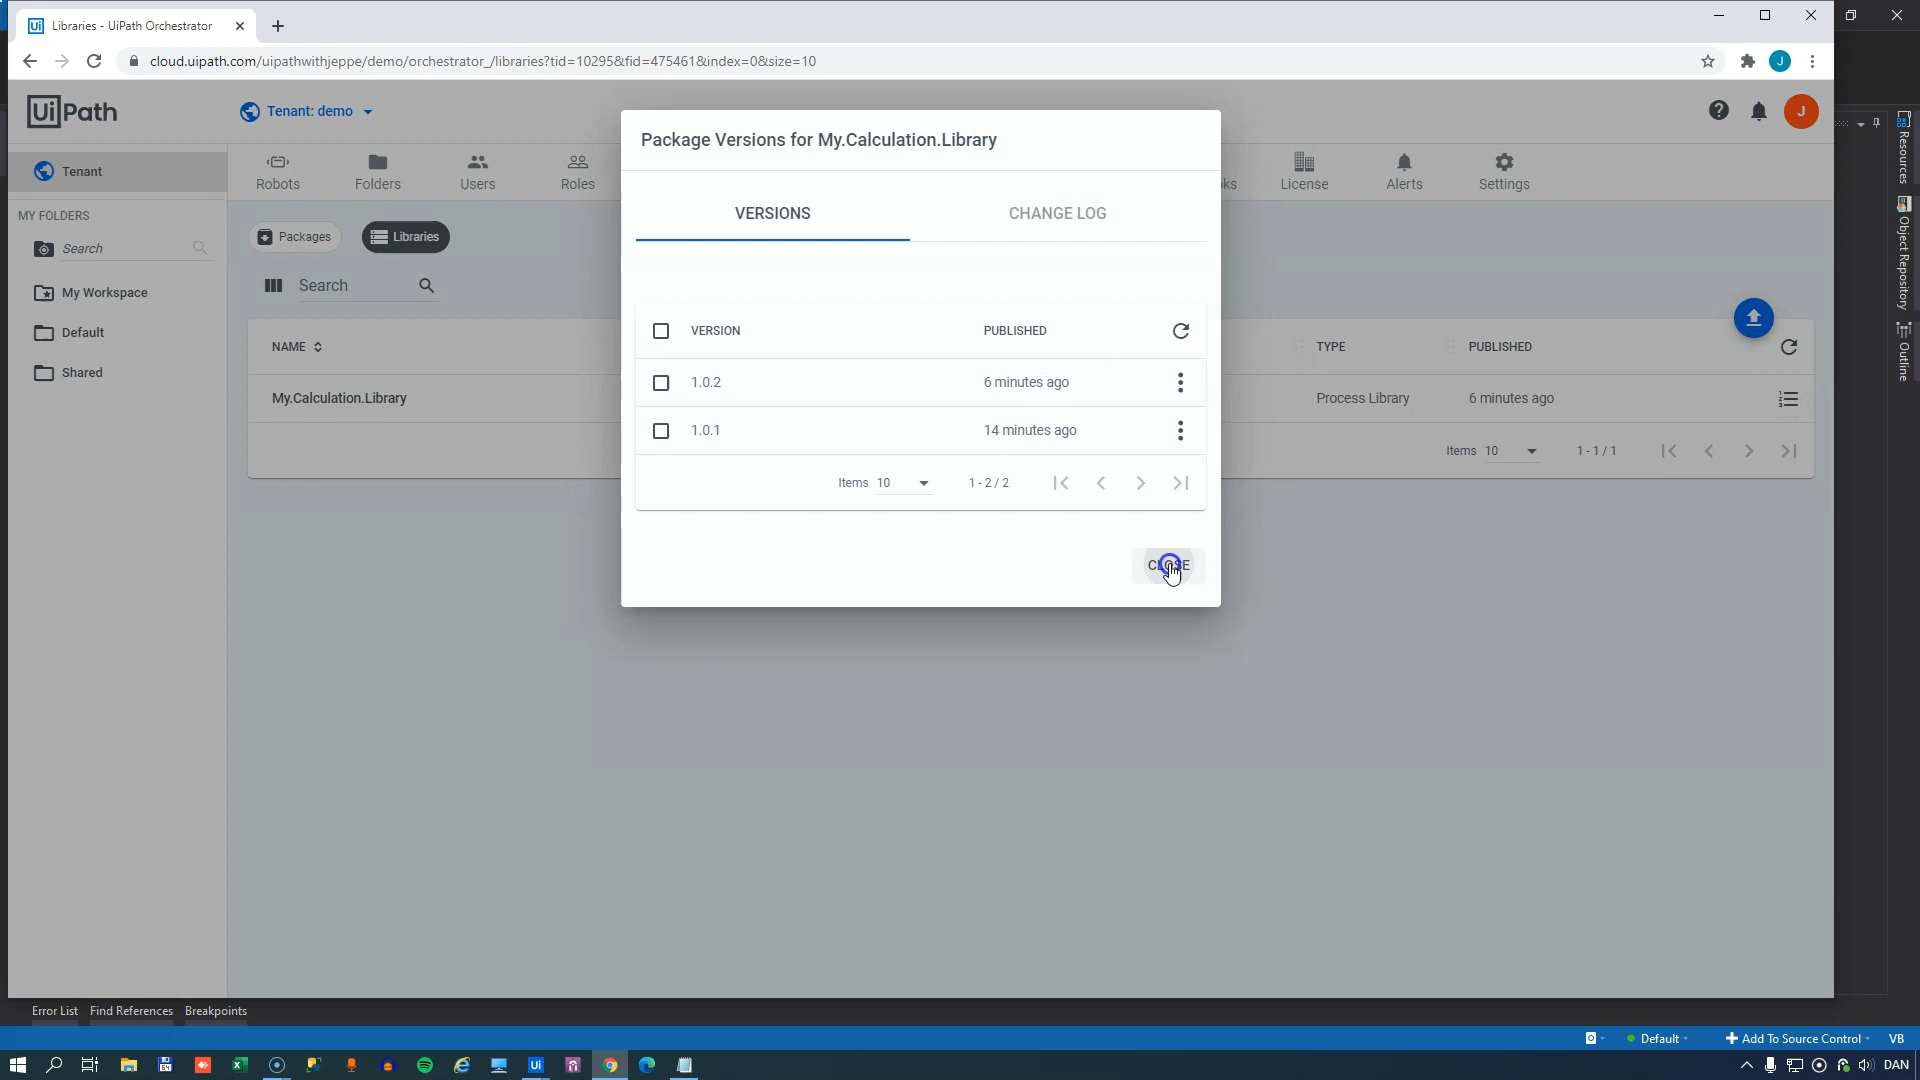 Libraries - UiPath Orchestrator
cloud.uipath.com/uipathwithjeppe/demo/orchestrator_/libraries?tid=10295&fid=475461&index=0&size=10
J
UiPath
Tenant: demo
J
Tenant
Robots
Folders
Users
Roles
ks
License
Alerts
Settings
MY FOLDERS
Search
My Workspace
Default
Shared
Packages
Libraries
Search
NAME
TYPE
PUBLISHED
My.Calculation.Library
Process Library
6 minutes ago
Items 10
1 - 1 / 1
Package Versions for My.Calculation.Library
VERSIONS
CHANGE LOG
VERSION
PUBLISHED
1.0.2
6 minutes ago
1.0.1
14 minutes ago
Items 10
1 - 2 / 2
CLOSE
Resources
Object Repository
Outline
Error List
Find References
Breakpoints
Default
Add To Source Control
VB
Ui
DAN